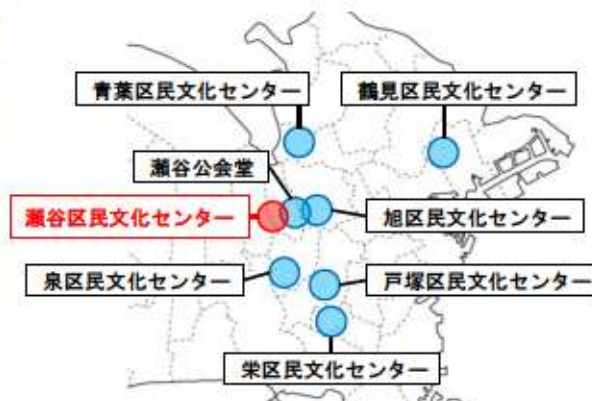 青葉区民文化センター
鶴見区民文化センター
瀬谷公会堂
瀬谷区民文化センター
旭区民文化センター
泉区民文化センター
戸塚区民文化センター
栄区民文化センター